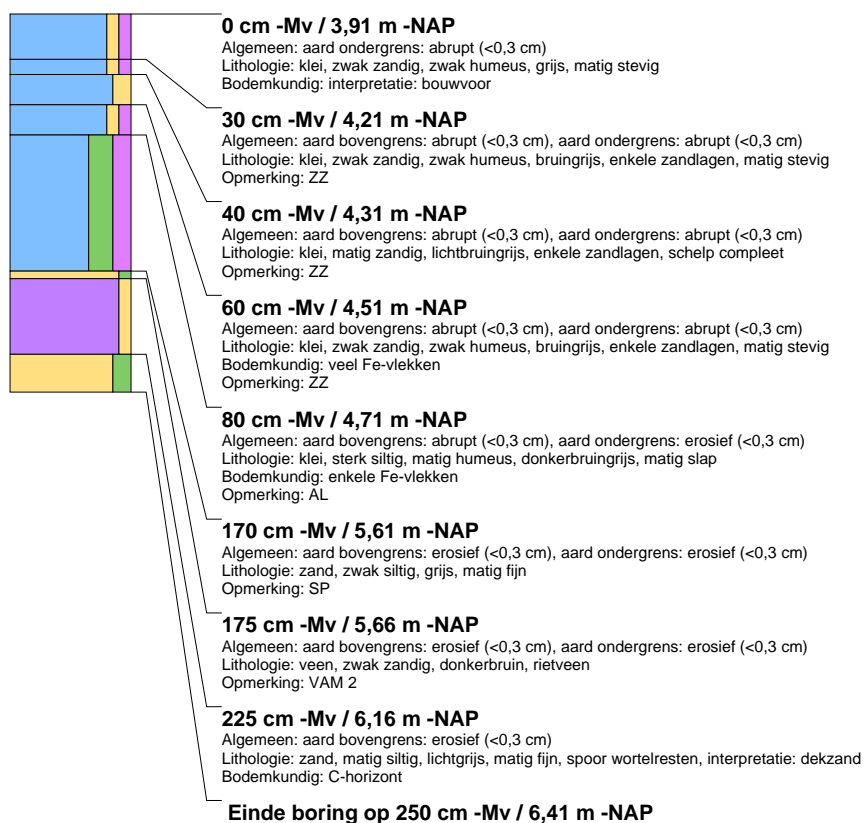 0 cm -Mv / 3,91 m -NAP
Algemeen: aard ondergrens: abrupt (<0,3 cm)
Lithologie: klei, zwak zandig, zwak humeus, grijs, matig stevig
Bodemkundig: interpretatie: bouwvoor
30 cm -Mv / 4,21 m -NAP
Algemeen: aard bovengrens: abrupt (<0,3 cm), aard ondergrens: abrupt (<0,3 cm)
Lithologie: klei, zwak zandig, zwak humeus, bruingrijs, enkele zandlagen, matig stevig
Opmerking: ZZ
40 cm -Mv / 4,31 m -NAP
Algemeen: aard bovengrens: abrupt (<0,3 cm), aard ondergrens: abrupt (<0,3 cm)
Lithologie: klei, matig zandig, lichtbruingrijs, enkele zandlagen, schelp compleet
Opmerking: ZZ
60 cm -Mv / 4,51 m -NAP
Algemeen: aard bovengrens: abrupt (<0,3 cm), aard ondergrens: abrupt (<0,3 cm)
Lithologie: klei, zwak zandig, zwak humeus, bruingrijs, enkele zandlagen, matig stevig
Bodemkundig: veel Fe-vlekken
Opmerking: ZZ
80 cm -Mv / 4,71 m -NAP
Algemeen: aard bovengrens: abrupt (<0,3 cm), aard ondergrens: erosief (<0,3 cm)
Lithologie: klei, sterk siltig, matig humeus, donkerbruingrijs, matig slap
Bodemkundig: enkele Fe-vlekken
Opmerking: AL
170 cm -Mv / 5,61 m -NAP
Algemeen: aard bovengrens: erosief (<0,3 cm), aard ondergrens: erosief (<0,3 cm)
Lithologie: zand, zwak siltig, grijs, matig fijn
Opmerking: SP
175 cm -Mv / 5,66 m -NAP
Algemeen: aard bovengrens: erosief (<0,3 cm), aard ondergrens: erosief (<0,3 cm)
Lithologie: veen, zwak zandig, donkerbruin, rietveen
Opmerking: VAM 2
225 cm -Mv / 6,16 m -NAP
Algemeen: aard bovengrens: erosief (<0,3 cm)
Lithologie: zand, matig siltig, lichtgrijs, matig fijn, spoor wortelresten, interpretatie: dekzand
Bodemkundig: C-horizont
Einde boring op 250 cm -Mv / 6,41 m -NAP